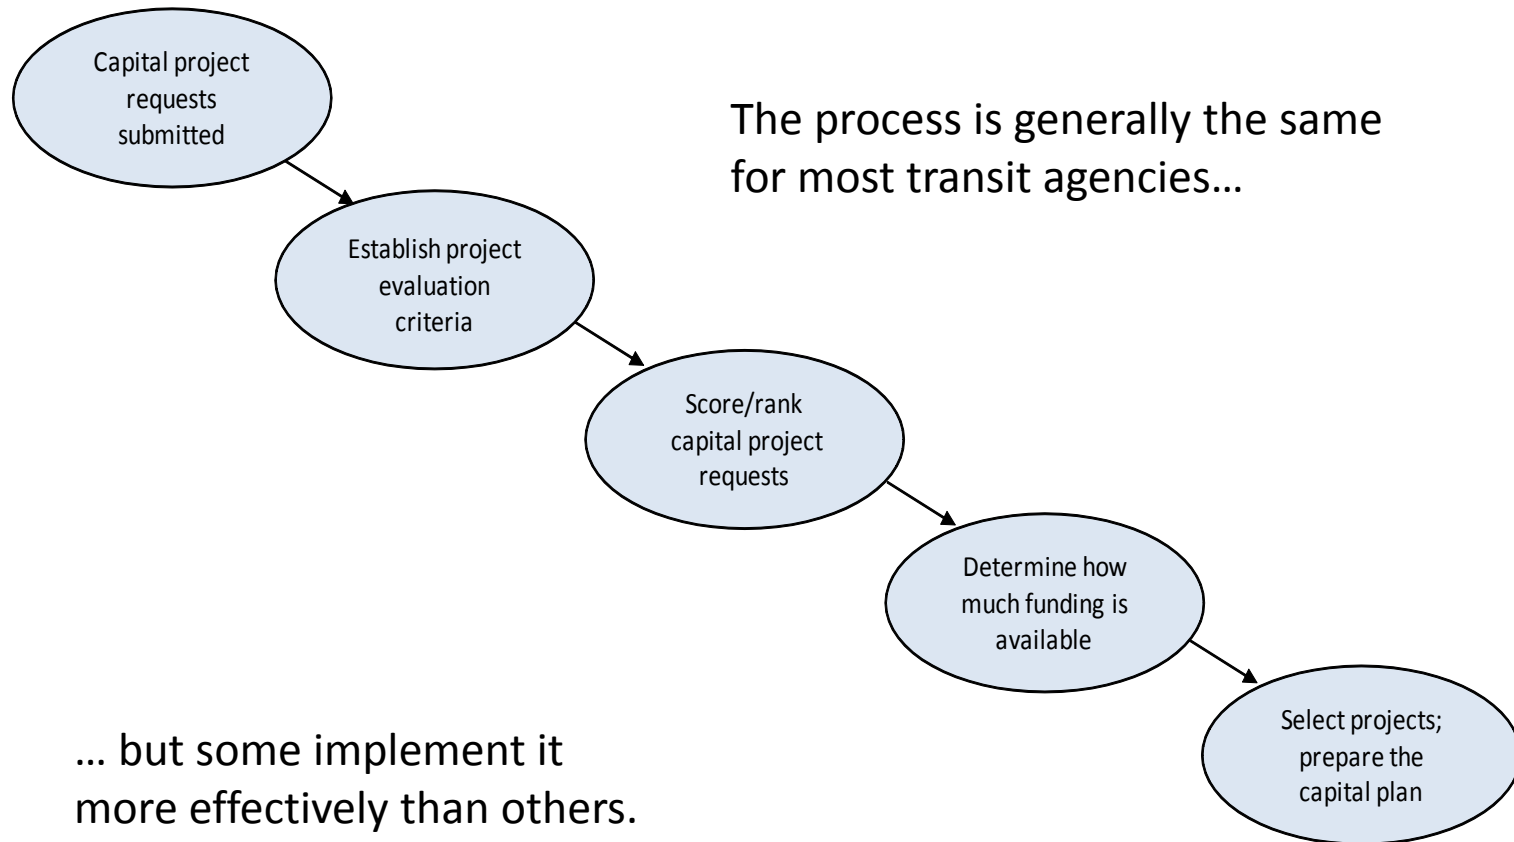 Capital project
requests
submitted
The process is generally the same
for most transit agencies…
Establish project
evaluation
criteria
Score/rank
capital project
requests
Determine how
much funding is
available
Select projects;
prepare the
capital plan
… but some implement it
more effectively than others.